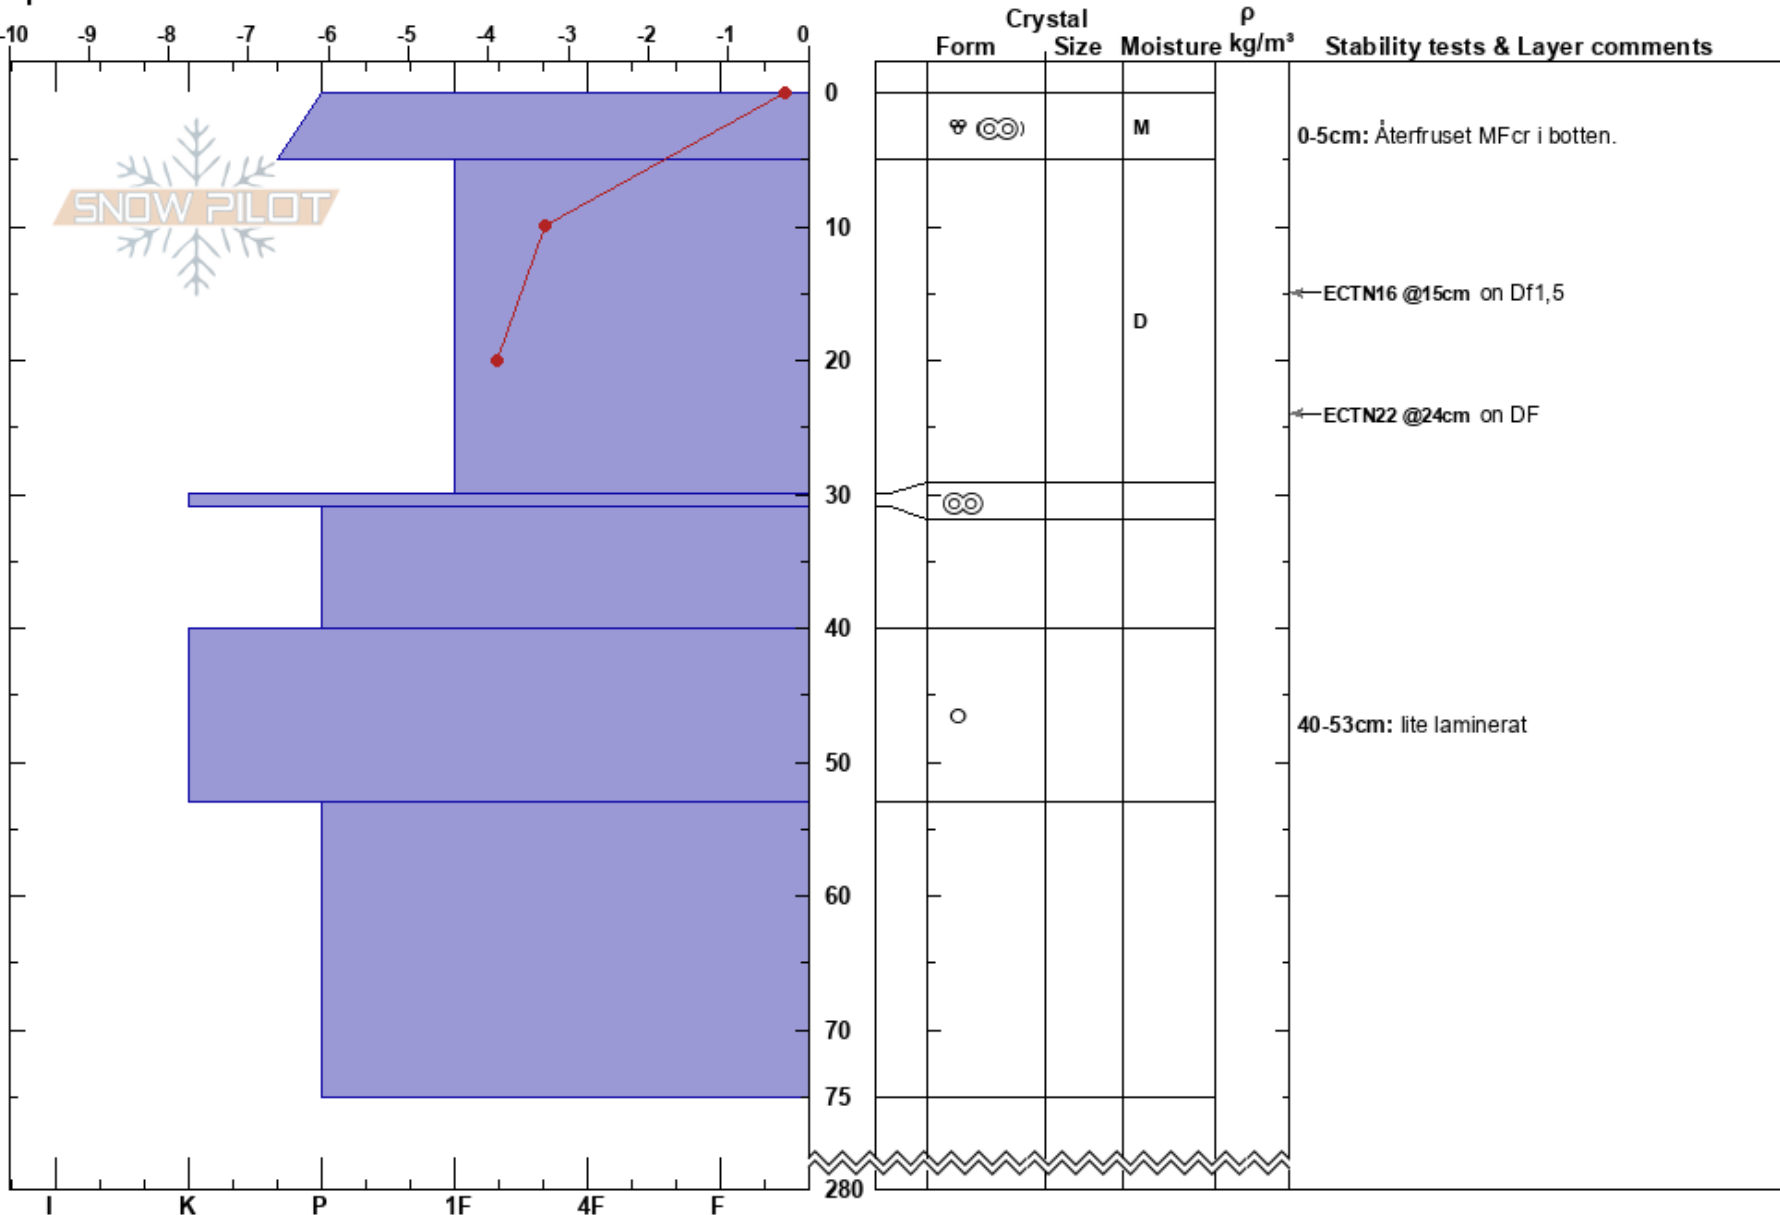 Crystal ρ
-10 -9 -8 -7 -6 -5 -4 -3 -2 -1 0
Form Size Moisture kg/m³ Stability tests & Layer comments
0
M
0-5cm: Återfruset MFcr i botten.
SNOW PILOT
10
ECTN16 @15cm on Df1,5
D
20
ECTN22 @24cm on DF
30
40
40-53cm: lite laminerat
50
60
70
75
280
I K P 1F 4F F